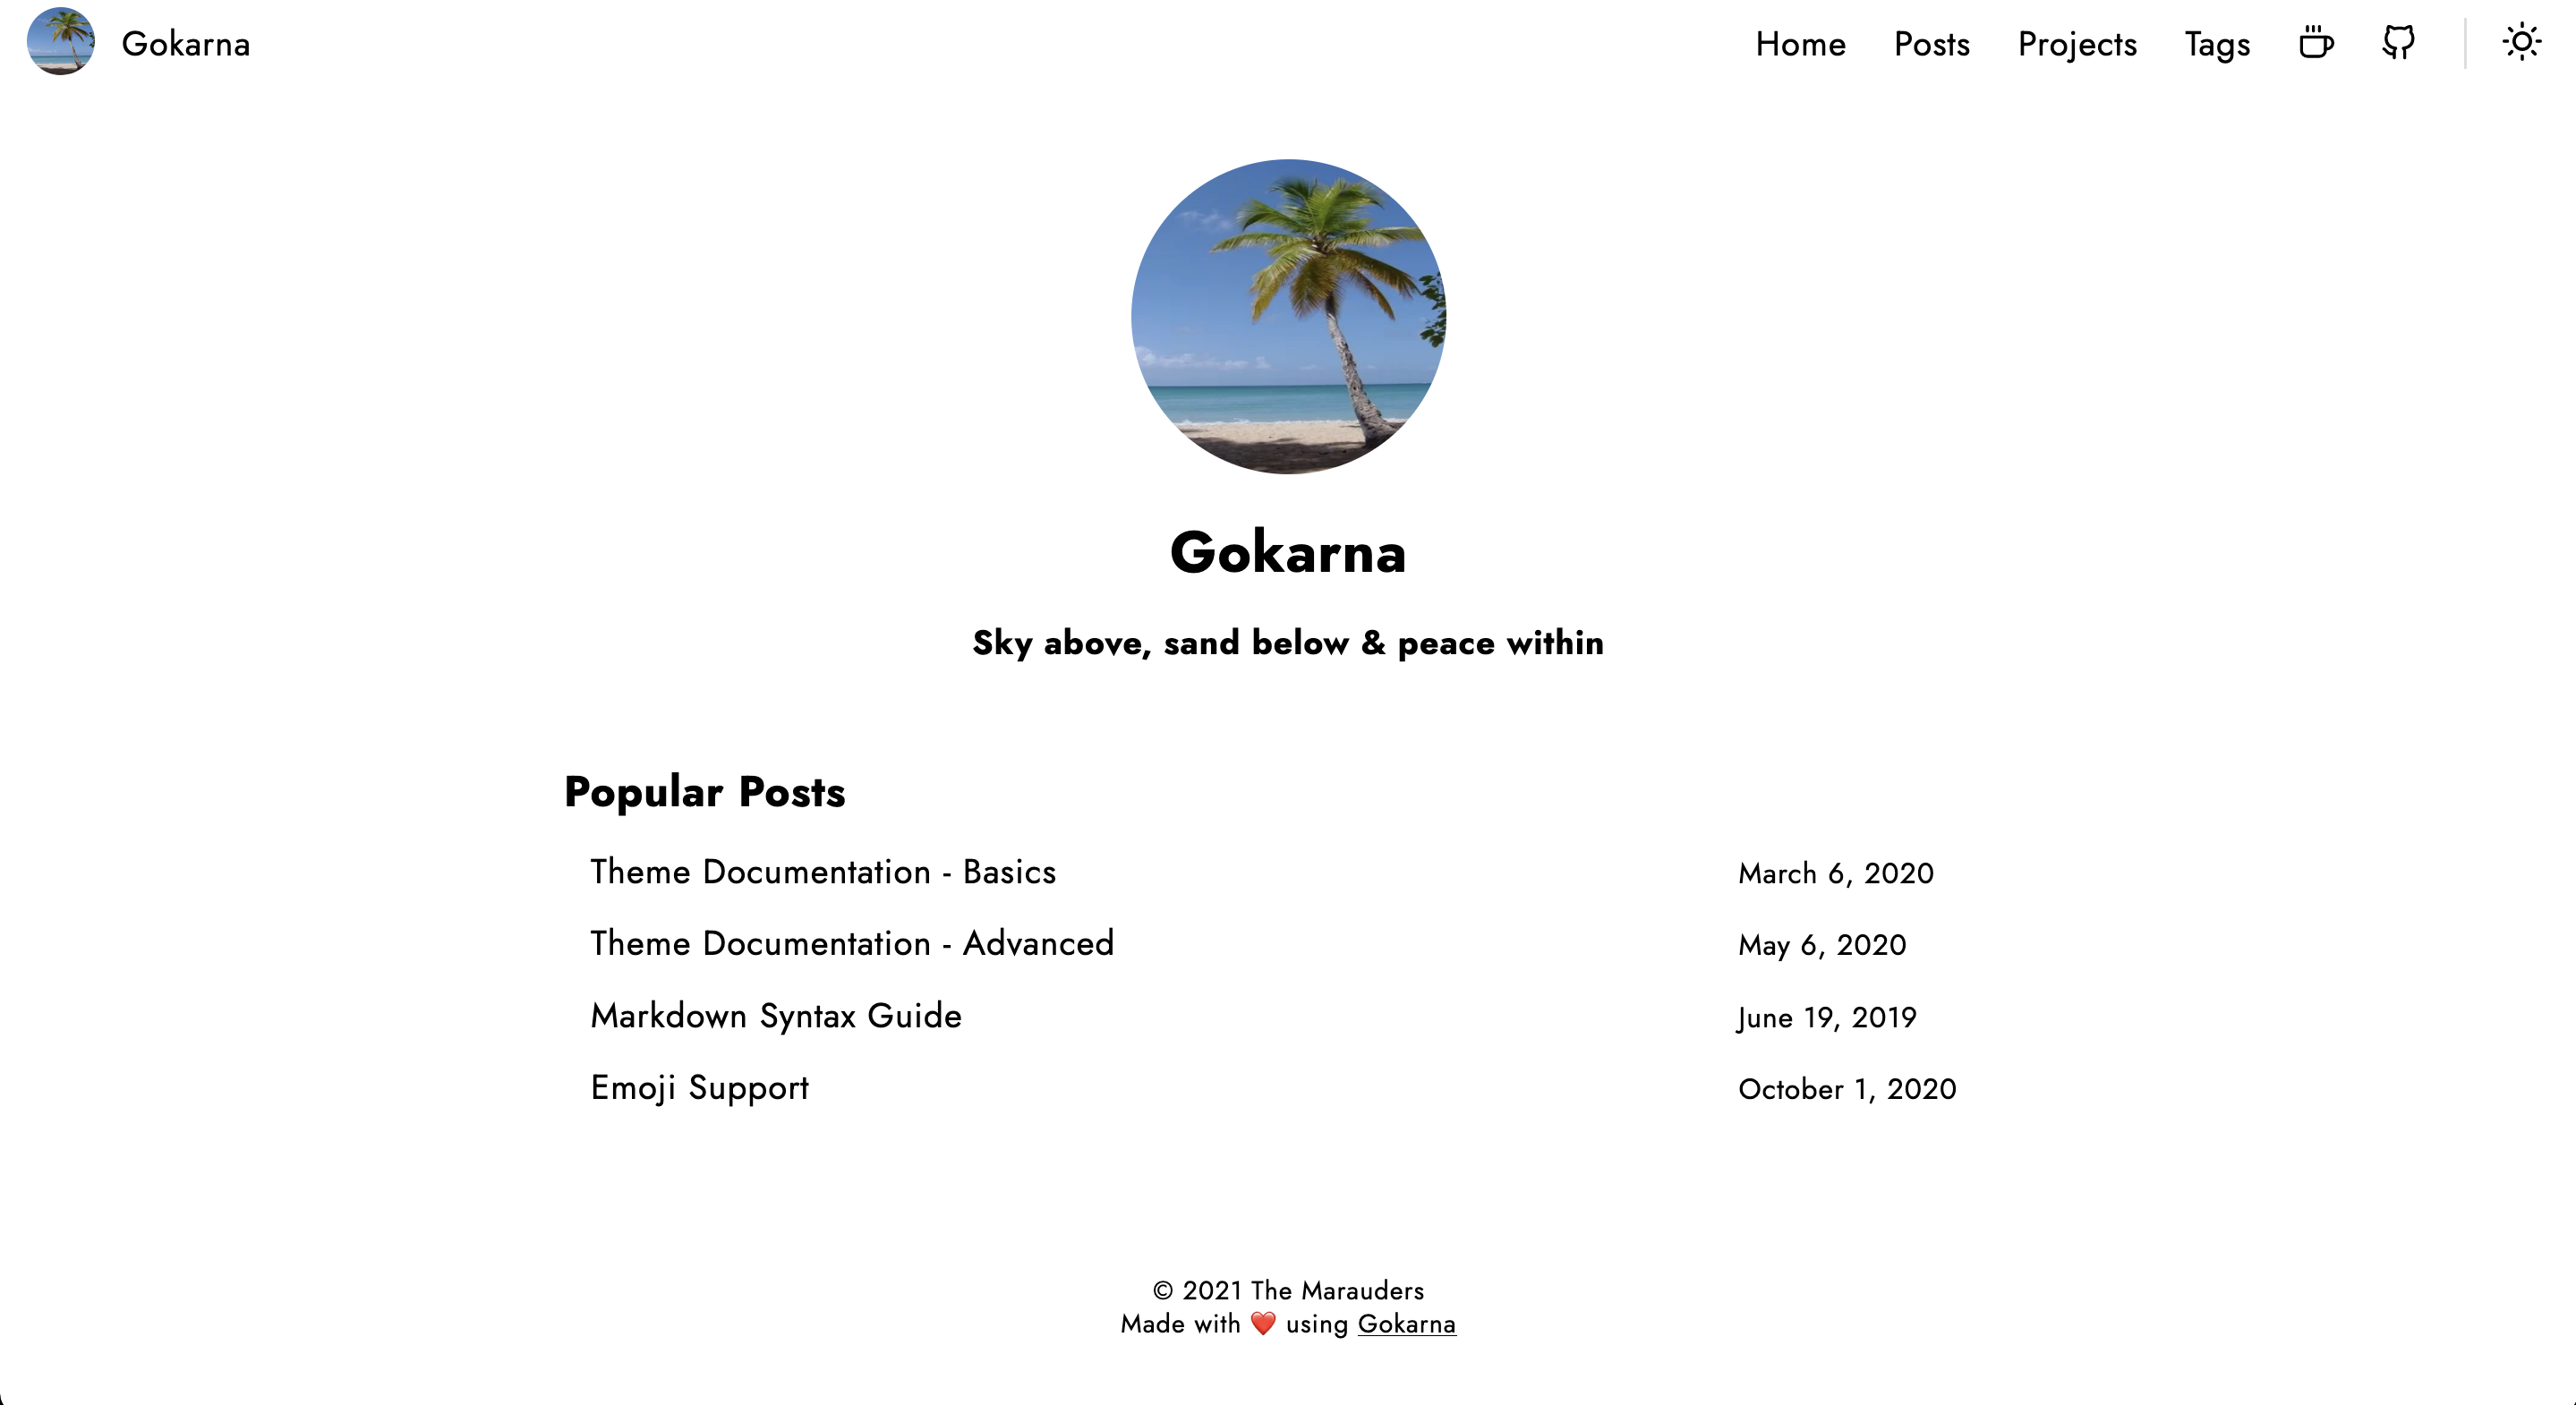 Gokarna
Home Posts Projects Tags
Gokarna
Sky above, sand below & peace within
Popular Posts
Theme Documentation - Basics March 6, 2020
Theme Documentation - Advanced May 6, 2020
Markdown Syntax Guide June 19, 2019
Emoji Support October 1, 2020
© 2021 The Marauders
Made with ❤️ using Gokarna